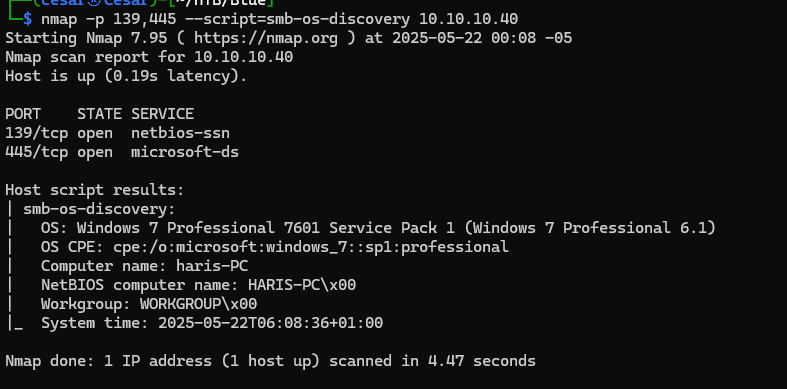 (cesar㉿Cesar)-[~/HTB/Blue]
$ nmap -p 139,445 --script=smb-os-discovery 10.10.10.40
Starting Nmap 7.95 ( https://nmap.org ) at 2025-05-22 00:08 -05
Nmap scan report for 10.10.10.40
Host is up (0.19s latency).
PORT    STATE SERVICE
139/tcp open  netbios-ssn
445/tcp open  microsoft-ds
Host script results:
| smb-os-discovery:
|   OS: Windows 7 Professional 7601 Service Pack 1 (Windows 7 Professional 6.1)
|   OS CPE: cpe:/o:microsoft:windows_7::sp1:professional
|   Computer name: haris-PC
|   NetBIOS computer name: HARIS-PC\x00
|   Workgroup: WORKGROUP\x00
|_  System time: 2025-05-22T06:08:36+01:00
Nmap done: 1 IP address (1 host up) scanned in 4.47 seconds